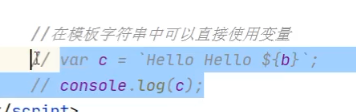 //在模板字符串中可以直接使用变量
// var c = `Hello Hello ${b}`;
// console.log(c);
/script>